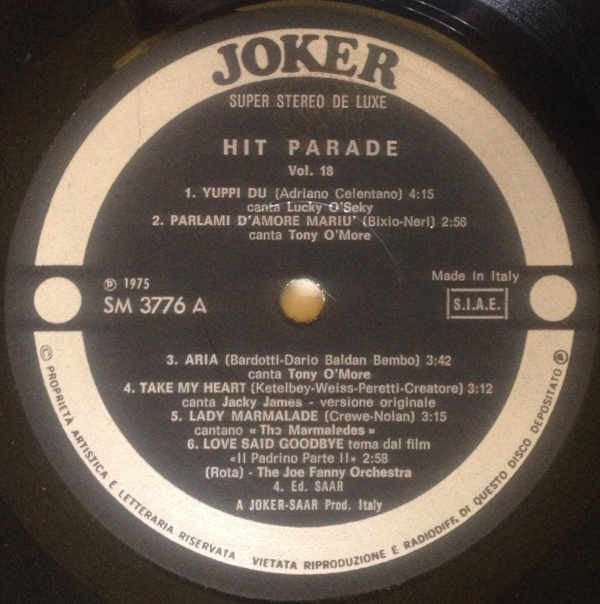 JOKER
SUPER STEREO DE LUXE
HIT PARADE
Vol. 18
1. YUPPI DU (Adriano Celentano) 4:15
canta Lucky O'Seky
2. PARLAMI D'AMORE MARIU' (Bixio-Neri) 2:56
canta Tony O'More
℗ 1975
SM 3776 A
Made in Italy
S.I.A.E.
3. ARIA (Bardotti-Dario Baldan Bembo) 3:42
canta Tony O'More
4. TAKE MY HEART (Ketelbey-Weiss-Peretti-Creatore) 3:12
canta Jacky James - versione originale
5. LADY MARMALADE (Crewe-Nolan) 3:15
cantano « The Marmalades »
6. LOVE SAID GOODBYE tema dal film
«Il Padrino Parte II» 2:58
(Rota) - The Joe Fanny Orchestra
4. Ed. SAAR
A JOKER-SAAR Prod. Italy
© PROPRIETÀ ARTISTICA E LETTERARIA RISERVATA VIETATA RIPRODUZIONE E RADIODIFF. DI QUESTO DISCO DEPOSITATO ℗